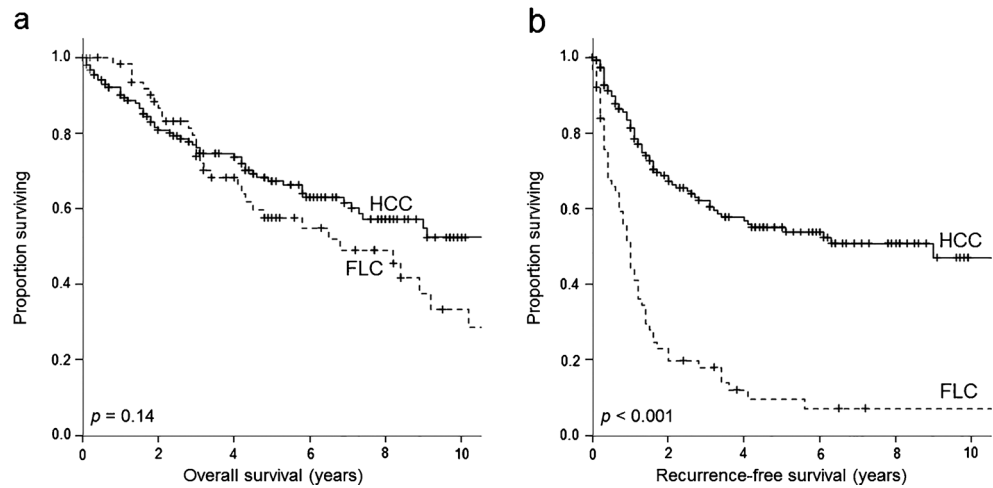 a
Proportion surviving
1.0
0.8
0.6
0.4
0.2
0.0
HCC
FLC
p = 0.14
0 2 4 6 8 10
Overall survival (years)
b
Proportion surviving
1.0
0.8
0.6
0.4
0.2
0.0
HCC
FLC
p < 0.001
0 2 4 6 8 10
Recurrence-free survival (years)